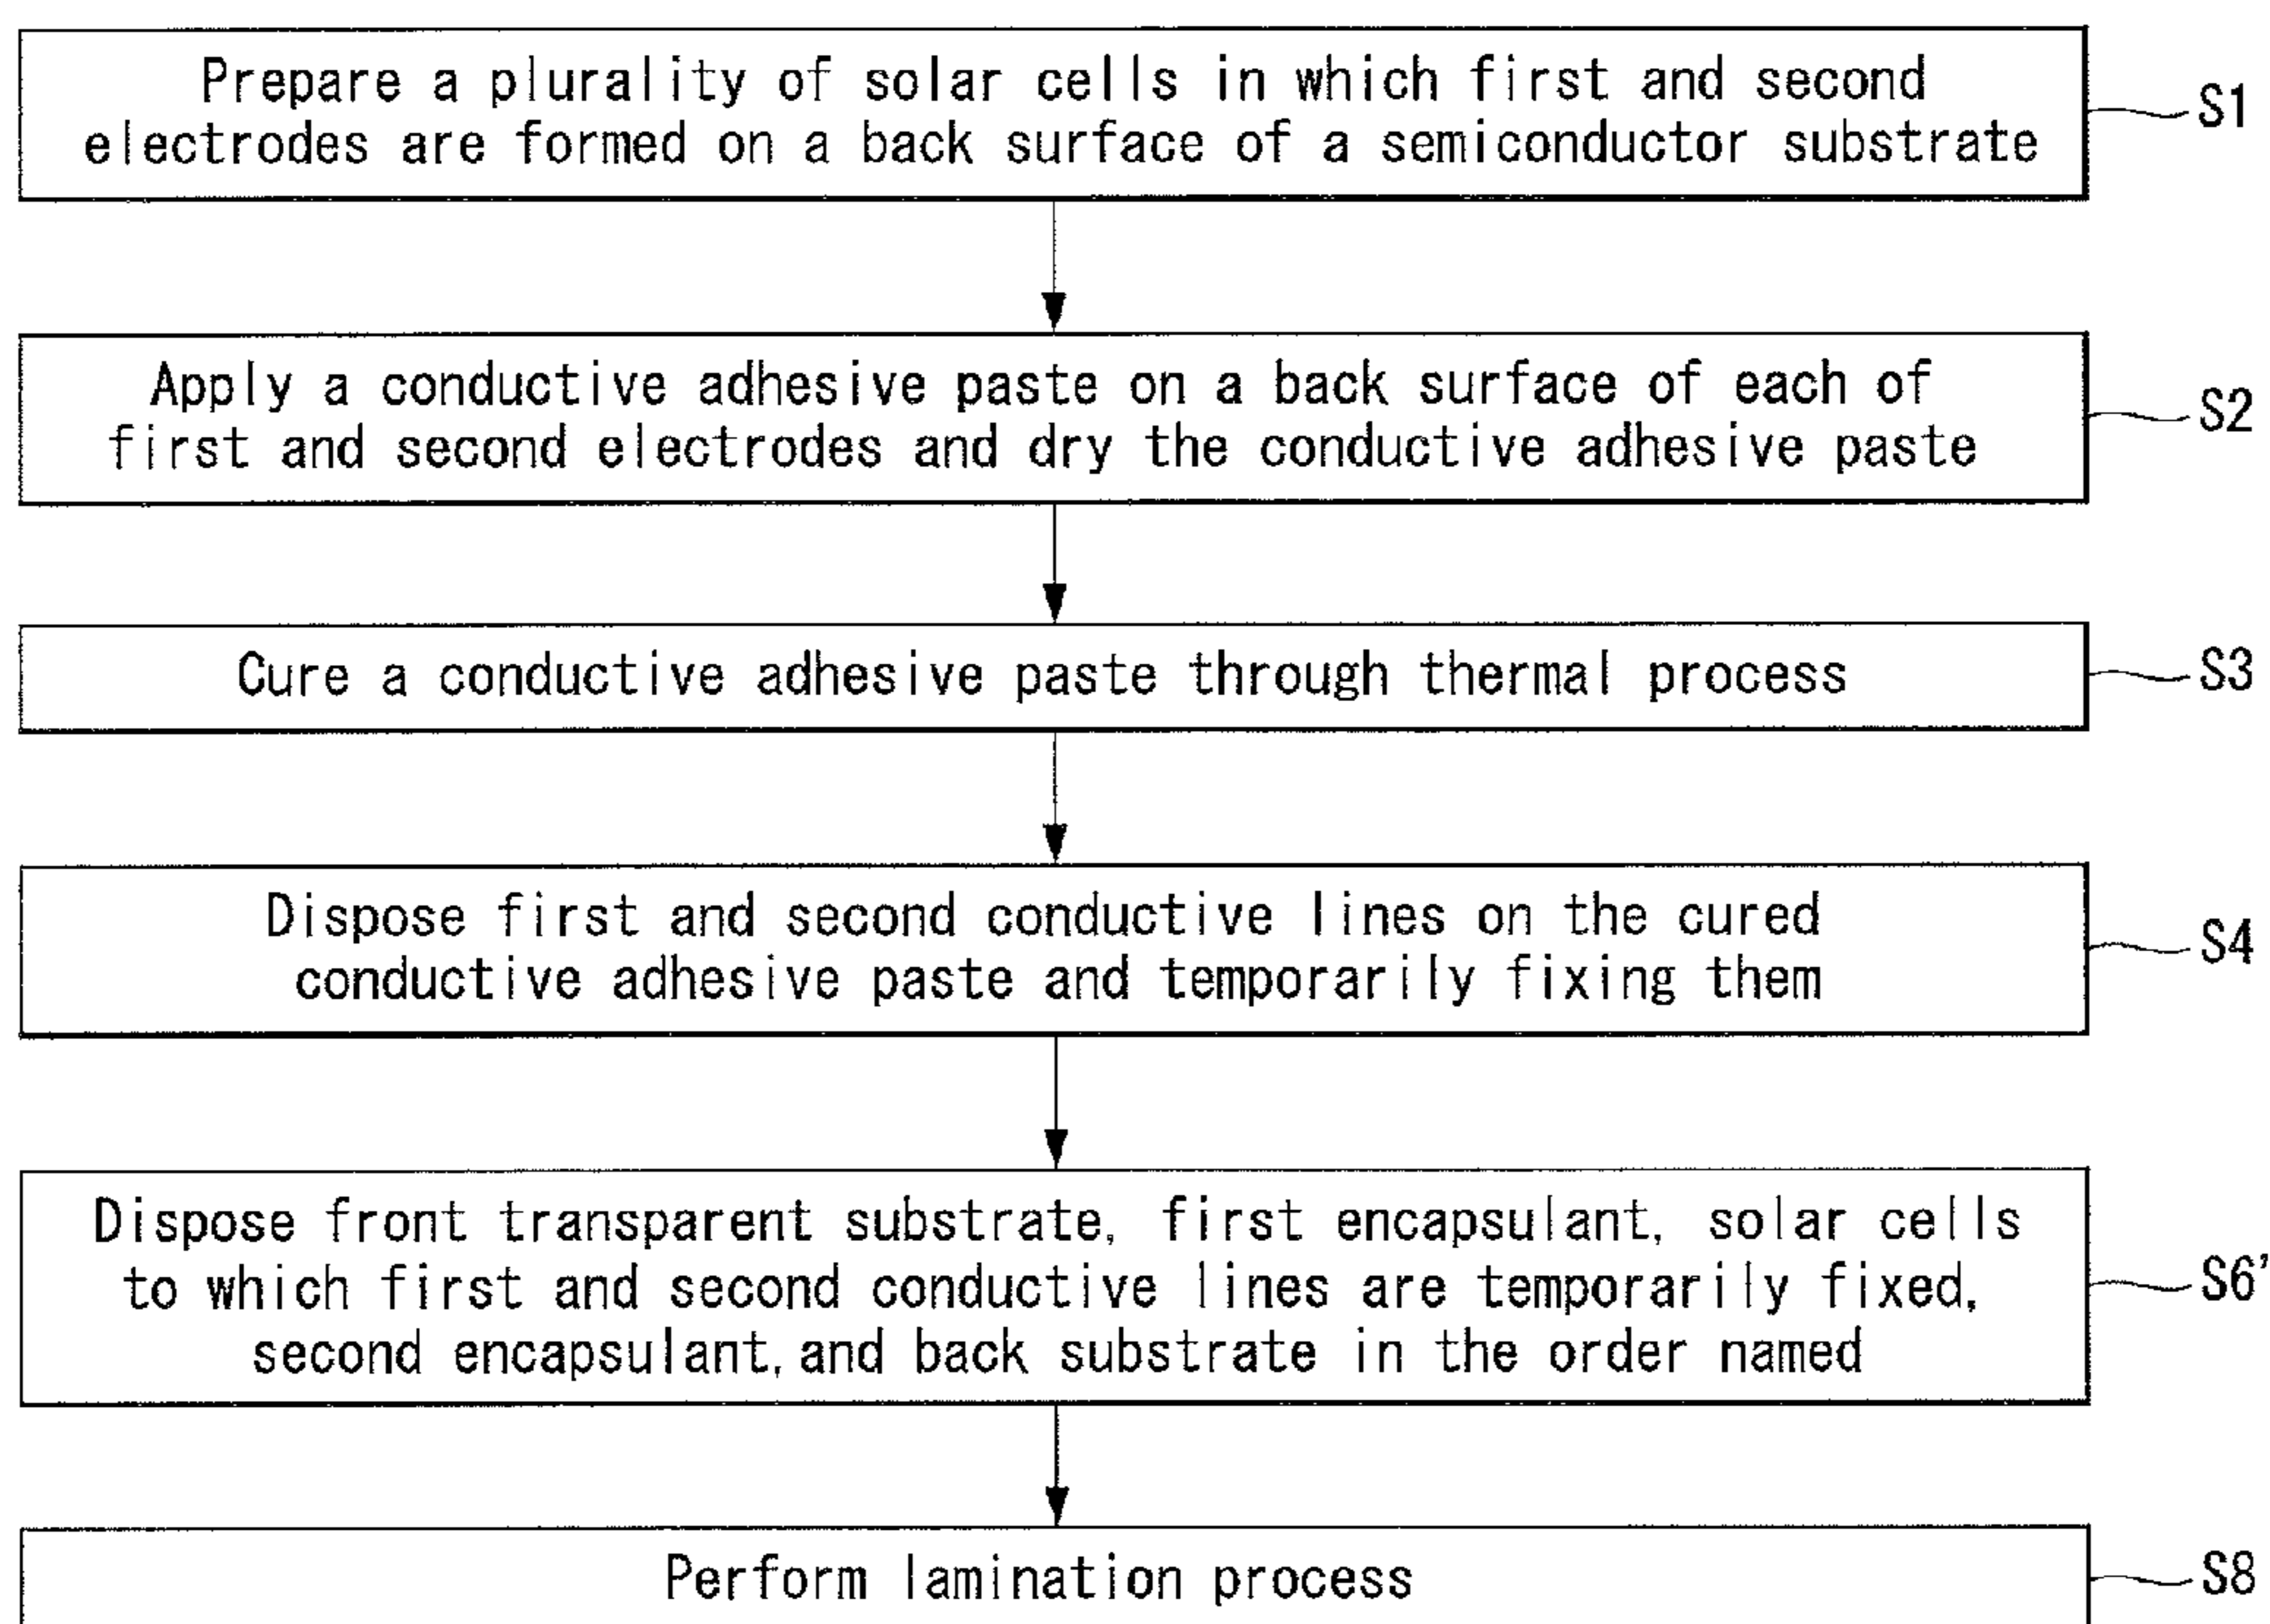 Prepare a plurality of solar cells in which first and second
electrodes are formed on a back surface of a semiconductor substrate
S1
Apply a conductive adhesive paste on a back surface of each of
first and second electrodes and dry the conductive adhesive paste
S2
Cure a conductive adhesive paste through thermal process
S3
Dispose first and second conductive lines on the cured
conductive adhesive paste and temporarily fixing them
S4
Dispose front transparent substrate, first encapsulant, solar cells
to which first and second conductive lines are temporarily fixed,
second encapsulant, and back substrate in the order named
S6'
Perform lamination process
S8